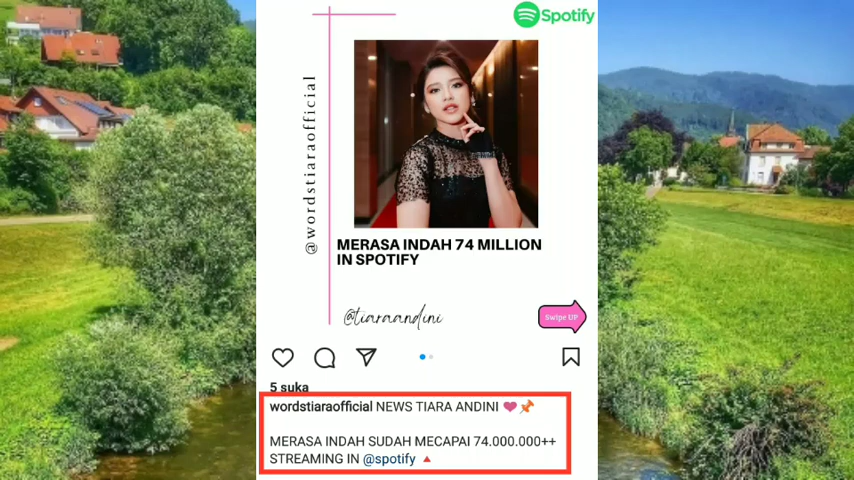 Spotify
@wordstiaraofficial
MERASA INDAH 74 MILLION
IN SPOTIFY
@tiaraandini
Swipe UP
5 suka
wordstiaraofficial NEWS TIARA ANDINI 💗📌
MERASA INDAH SUDAH MECAPAI 74.000.000++
STREAMING IN @spotify 🔺